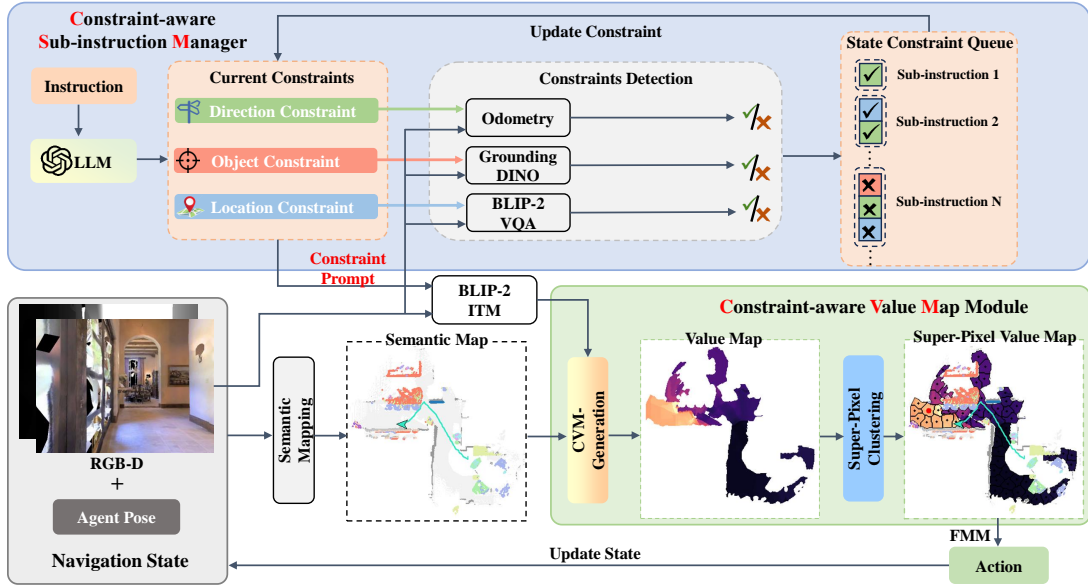 Constraint-aware
Sub-instruction Manager
Instruction
LLM
Current Constraints
Direction Constraint
Object Constraint
Location Constraint
Update Constraint
Constraints Detection
Odometry
Grounding
DINO
BLIP-2
VQA
State Constraint Queue
Sub-instruction 1
Sub-instruction 2
Sub-instruction N
Constraint
Prompt
BLIP-2
ITM
RGB-D
+
Agent Pose
Navigation State
Semantic
Mapping
Semantic Map
Constraint-aware Value Map Module
CVM-
Generation
Value Map
Super-Pixel
Clustering
Super-Pixel Value Map
FMM
Action
Update State